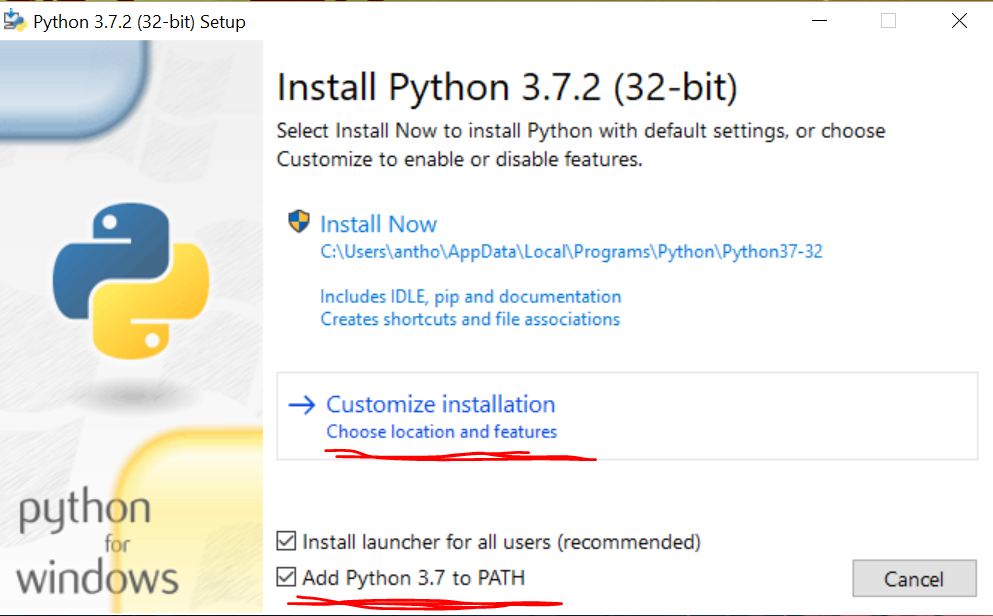 Python 3.7.2 (32-bit) Setup
Install Python 3.7.2 (32-bit)
Select Install Now to install Python with default settings, or choose
Customize to enable or disable features.
Install Now
C:\Users\antho\AppData\Local\Programs\Python\Python37-32
Includes IDLE, pip and documentation
Creates shortcuts and file associations
Customize installation
Choose location and features
python
for
windows
Install launcher for all users (recommended)
Add Python 3.7 to PATH
Cancel